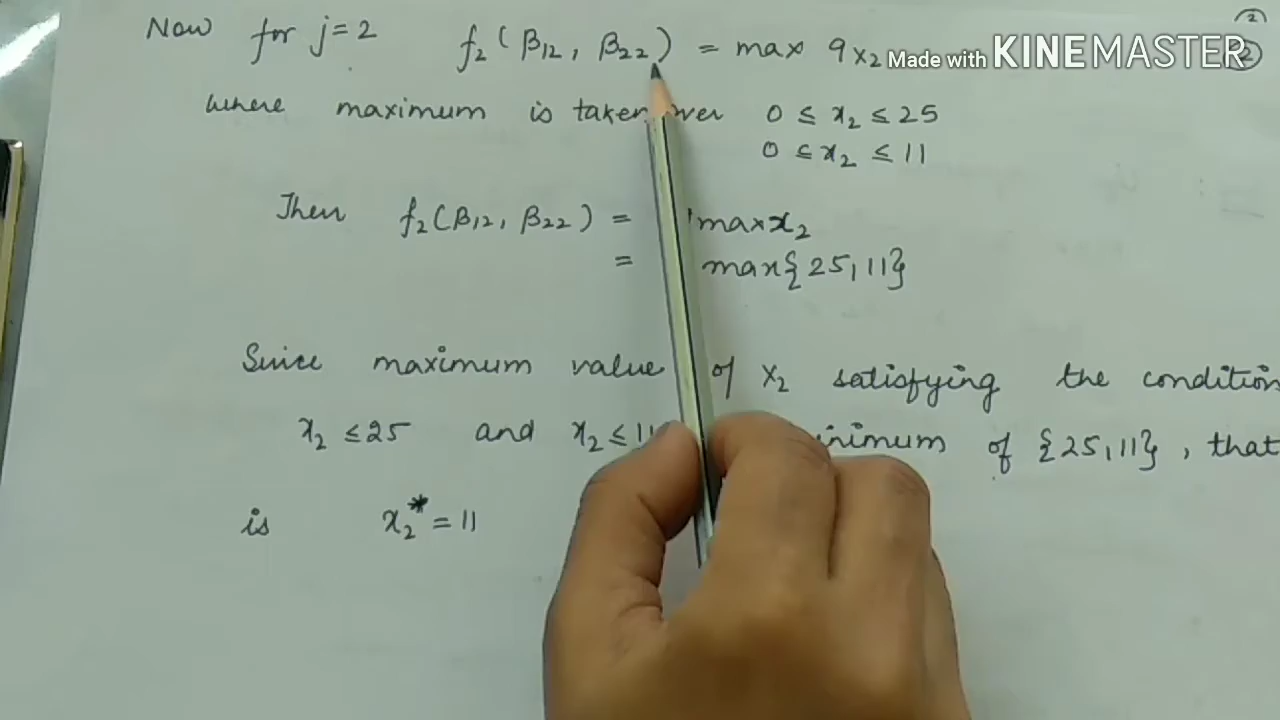 Now for j=2 f₂(β₁₂, β₂₂) = max 9x₂
Made with KINEMASTER
where maximum is taken over 0 ≤ x₂ ≤ 25
0 ≤ x₂ ≤ 11
Then f₂(β₁₂, β₂₂) = max x₂
= max{25,11}
Since maximum value of x₂ satisfying the condition
x₂ ≤25 and x₂ ≤11 minimum of {25,11}, that
is x₂* = 11